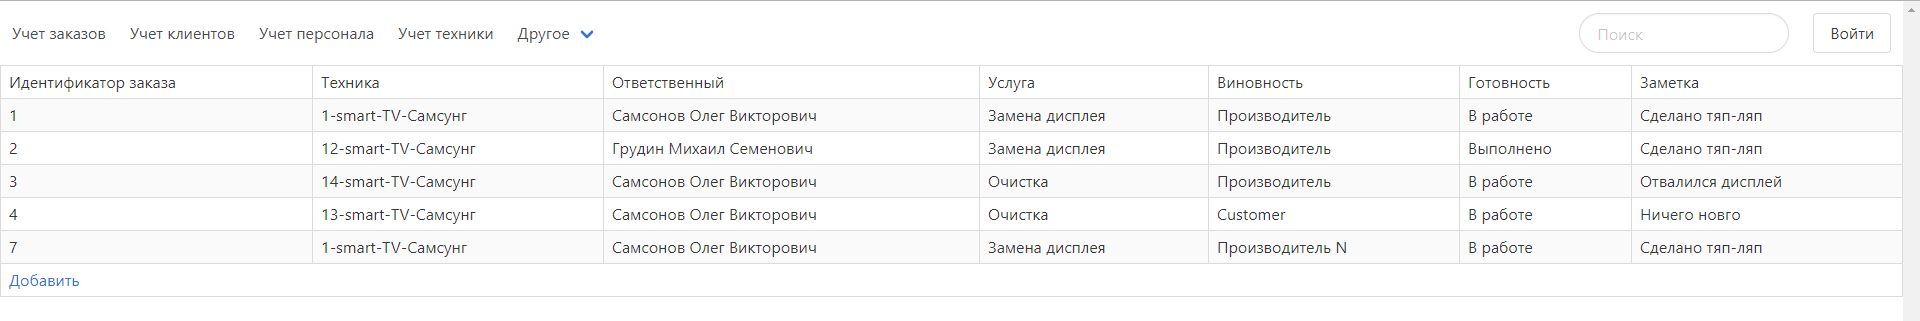 Учет заказов Учет клиентов Учет персонала Учет техники Другое Поиск Войти
Идентификатор заказа Техника Ответственный Услуга Виновность Готовность Заметка
1 1-smart-TV-Самсунг Самсонов Олег Викторович Замена дисплея Производитель В работе Сделано тяп-ляп
2 12-smart-TV-Самсунг Грудин Михаил Семенович Замена дисплея Производитель Выполнено Сделано тяп-ляп
3 14-smart-TV-Самсунг Самсонов Олег Викторович Очистка Производитель В работе Отвалился дисплей
4 13-smart-TV-Самсунг Самсонов Олег Викторович Очистка Customer В работе Ничего новго
7 1-smart-TV-Самсунг Самсонов Олег Викторович Замена дисплея Производитель N В работе Сделано тяп-ляп
Добавить